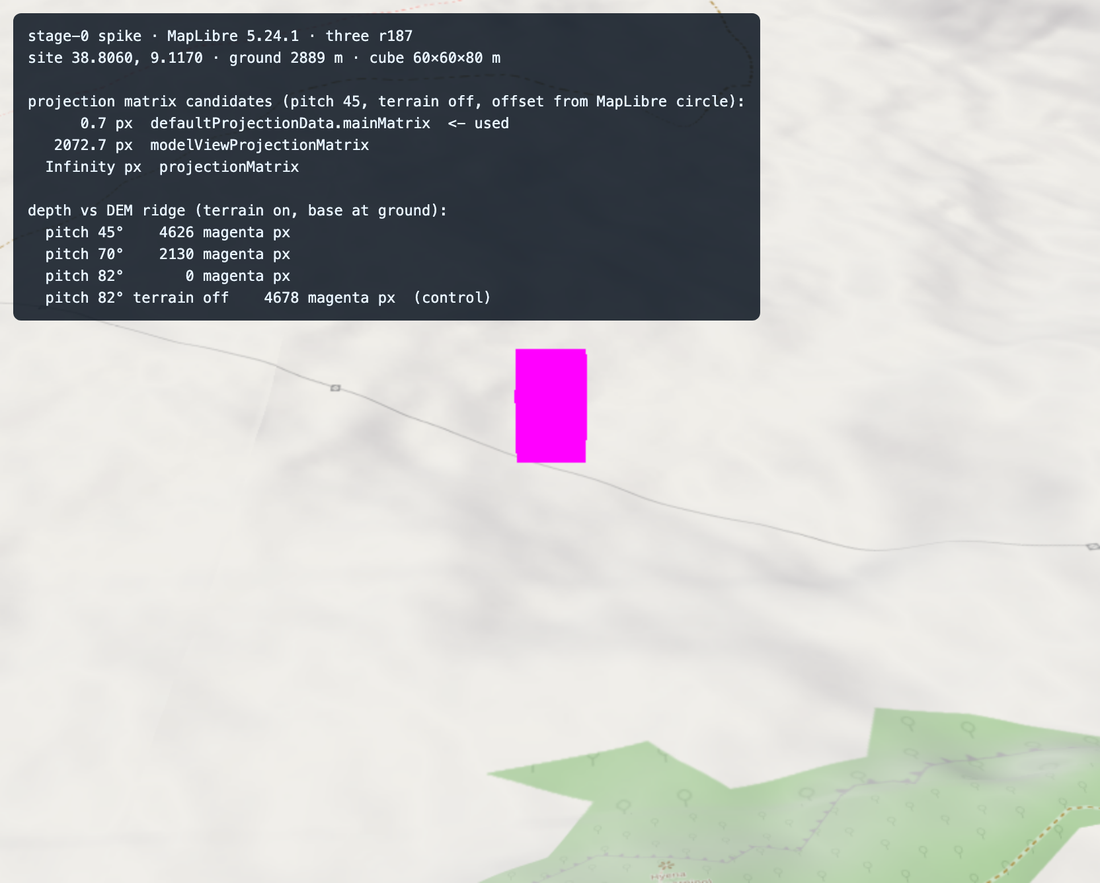 stage-0 spike · MapLibre 5.24.1 · three r187
site 38.8060, 9.1170 · ground 2889 m · cube 60×60×80 m
projection matrix candidates (pitch 45, terrain off, offset from MapLibre circle):
0.7 px  defaultProjectionData.mainMatrix  <- used
2072.7 px  modelViewProjectionMatrix
Infinity px  projectionMatrix
depth vs DEM ridge (terrain on, base at ground):
pitch 45°    4626 magenta px
pitch 70°    2130 magenta px
pitch 82°       0 magenta px
pitch 82° terrain off    4678 magenta px  (control)